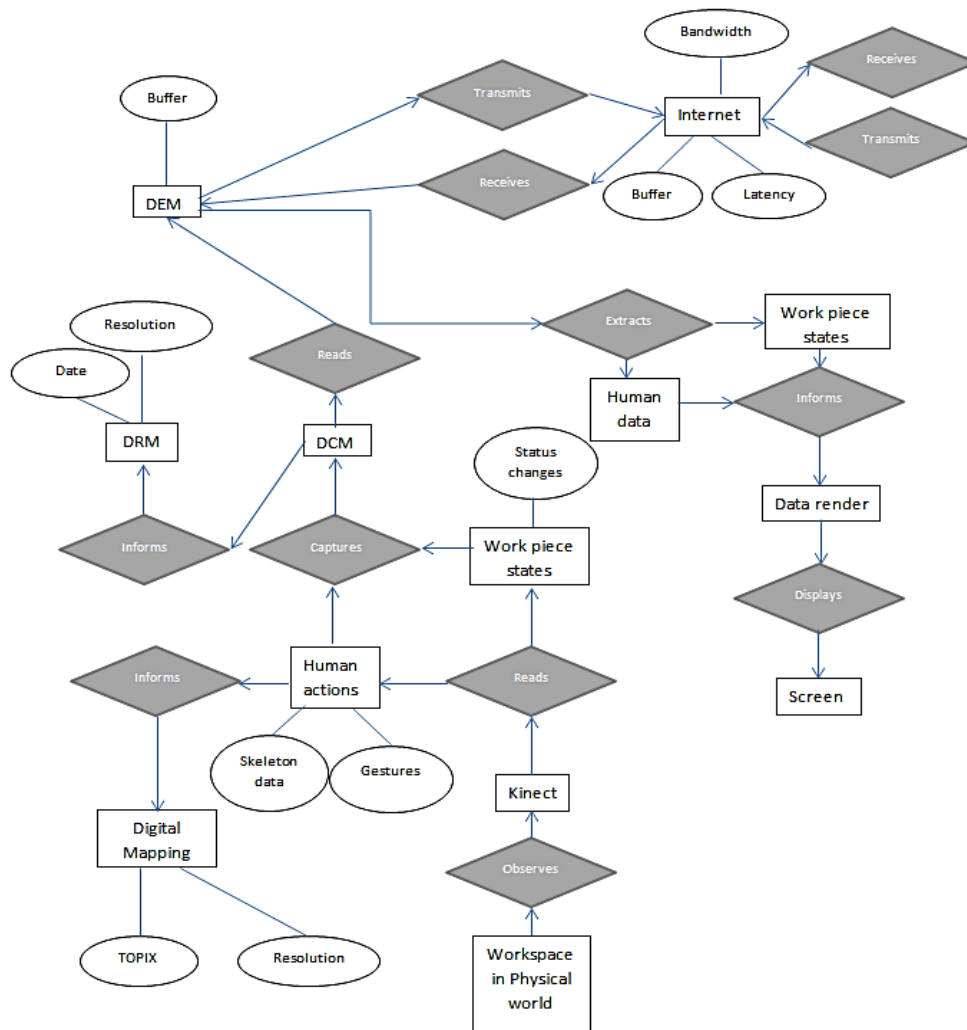 Bandwidth
Receives
Buffer
Transmits
Internet
Transmits
Receives
Buffer
Latency
DEM
Resolution
Extracts
Work piece
states
Reads
Date
Human
data
Informs
DRM
DCM
Status
changes
Data render
Informs
Captures
Work piece
states
Displays
Informs
Human
actions
Reads
Screen
Skeleton
data
Gestures
Kinect
Digital
Mapping
Observes
TOPIX
Resolution
Workspace
in Physical
world